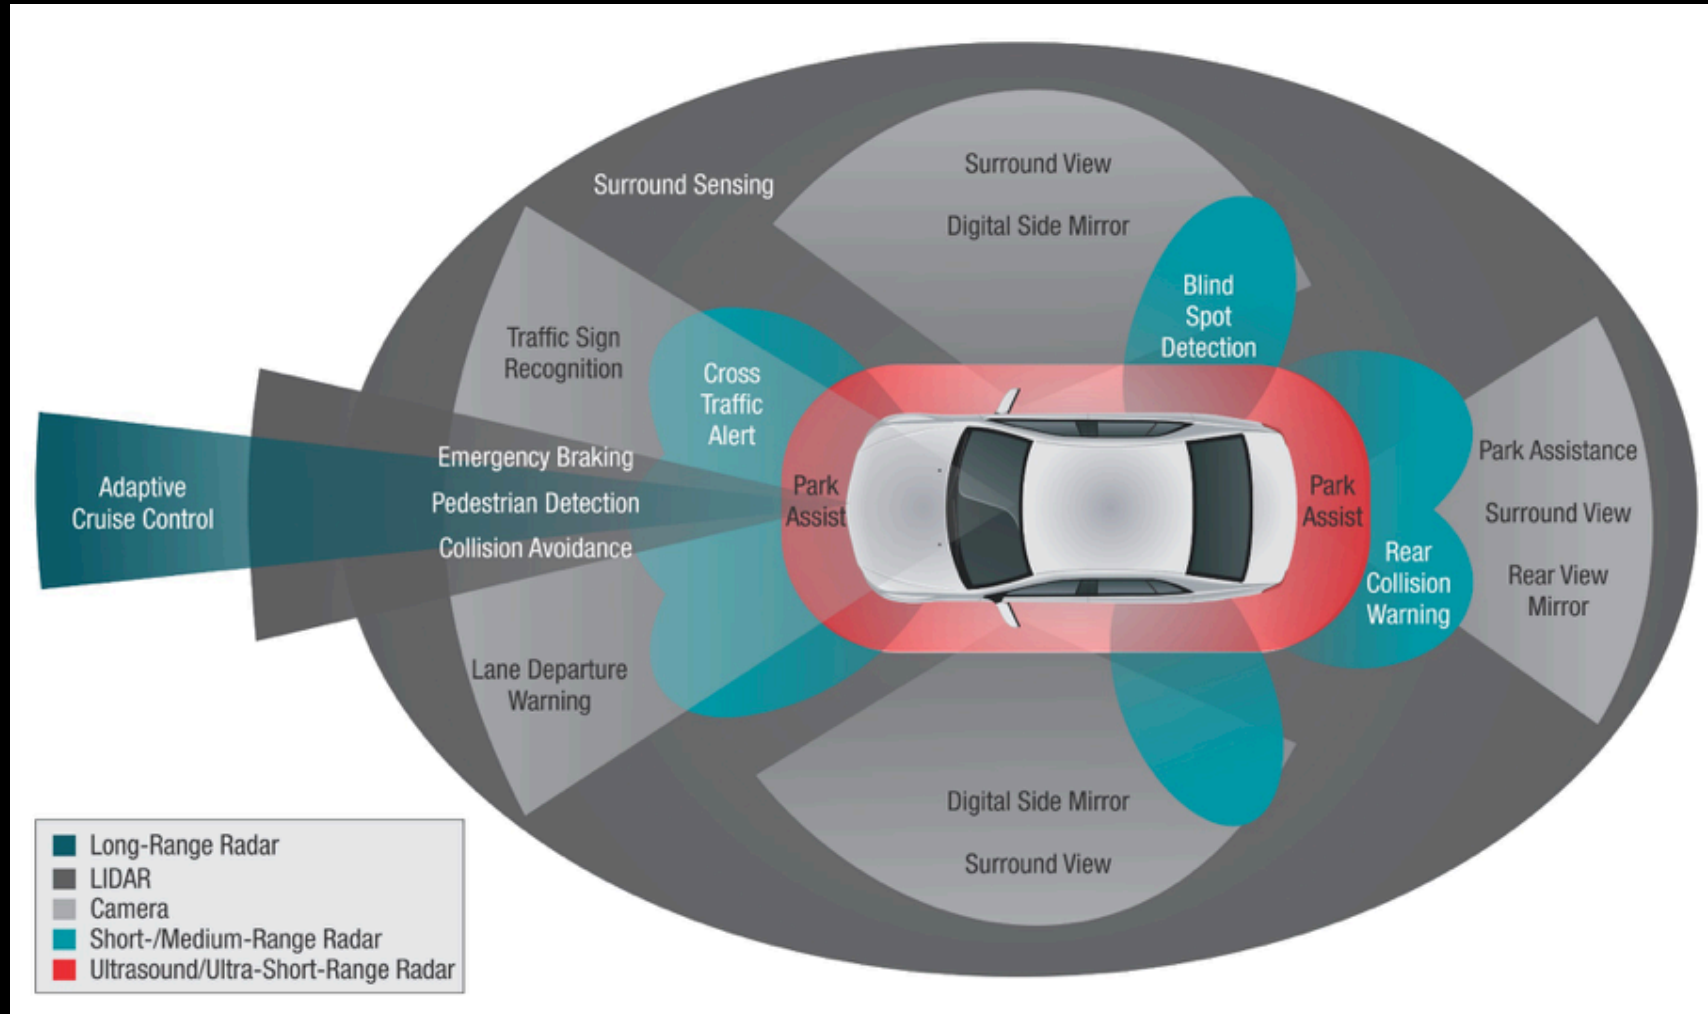 Surround View
Surround Sensing
Digital Side Mirror
Blind
Spot
Detection
Traffic Sign
Recognition
Cross
Traffic
Alert
Emergency Braking
Pedestrian Detection
Collision Avoidance
Adaptive
Cruise Control
Park
Assist
Park
Assist
Park Assistance
Surround View
Rear View
Mirror
Rear
Collision
Warning
Lane Departure
Warning
Digital Side Mirror
Surround View
Long-Range Radar
LIDAR
Camera
Short-/Medium-Range Radar
Ultrasound/Ultra-Short-Range Radar